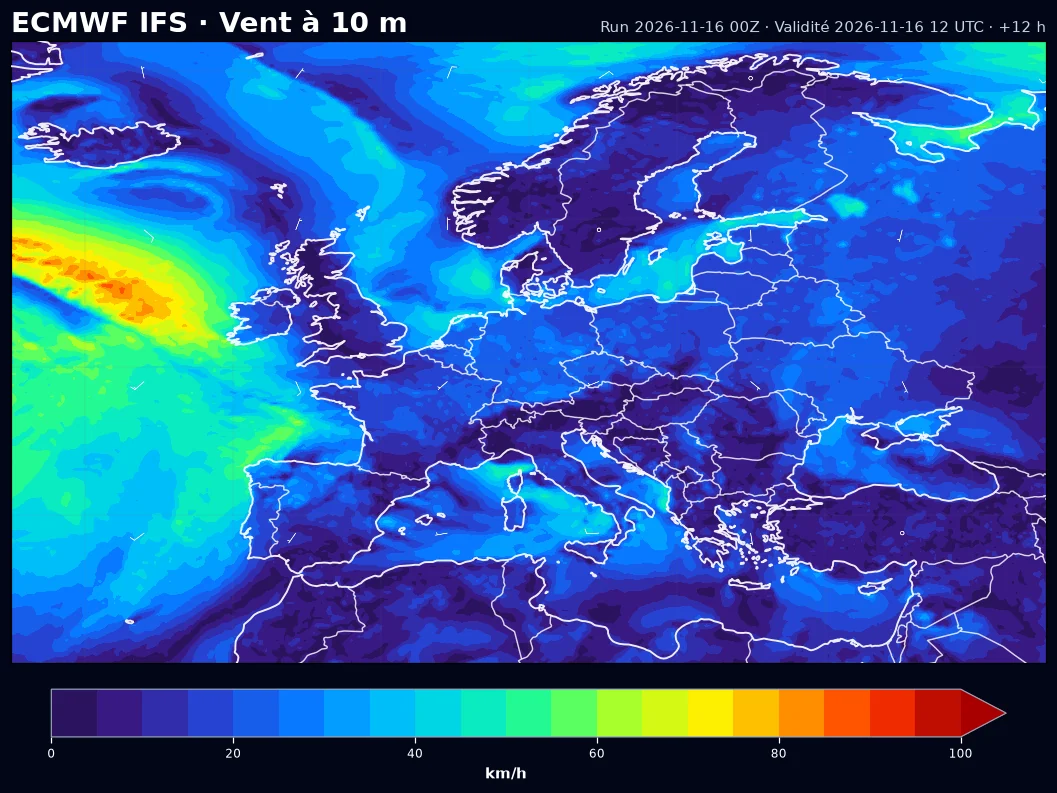 ECMWF IFS · Vent à 10 m
Run 2026-11-16 00Z · Validité 2026-11-16 12 UTC · +12 h
0 20 40 60 80 100
km/h